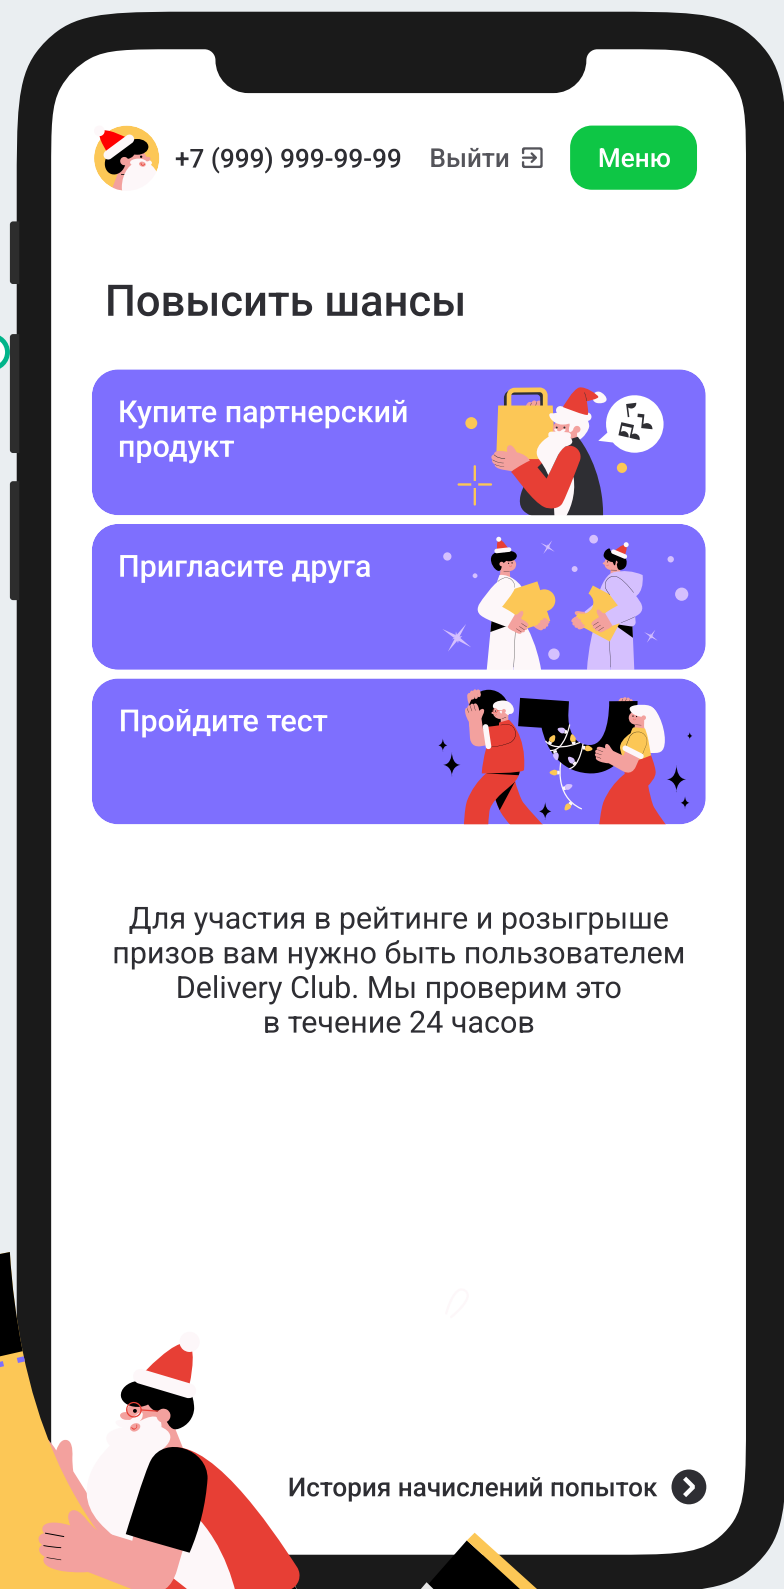 +7 (999) 999-99-99 Выйти Меню
Повысить шансы
Купите партнерский
продукт
Пригласите друга
Пройдите тест
Для участия в рейтинге и розыгрыше
призов вам нужно быть пользователем
Delivery Club. Мы проверим это
в течение 24 часов
История начислений попыток